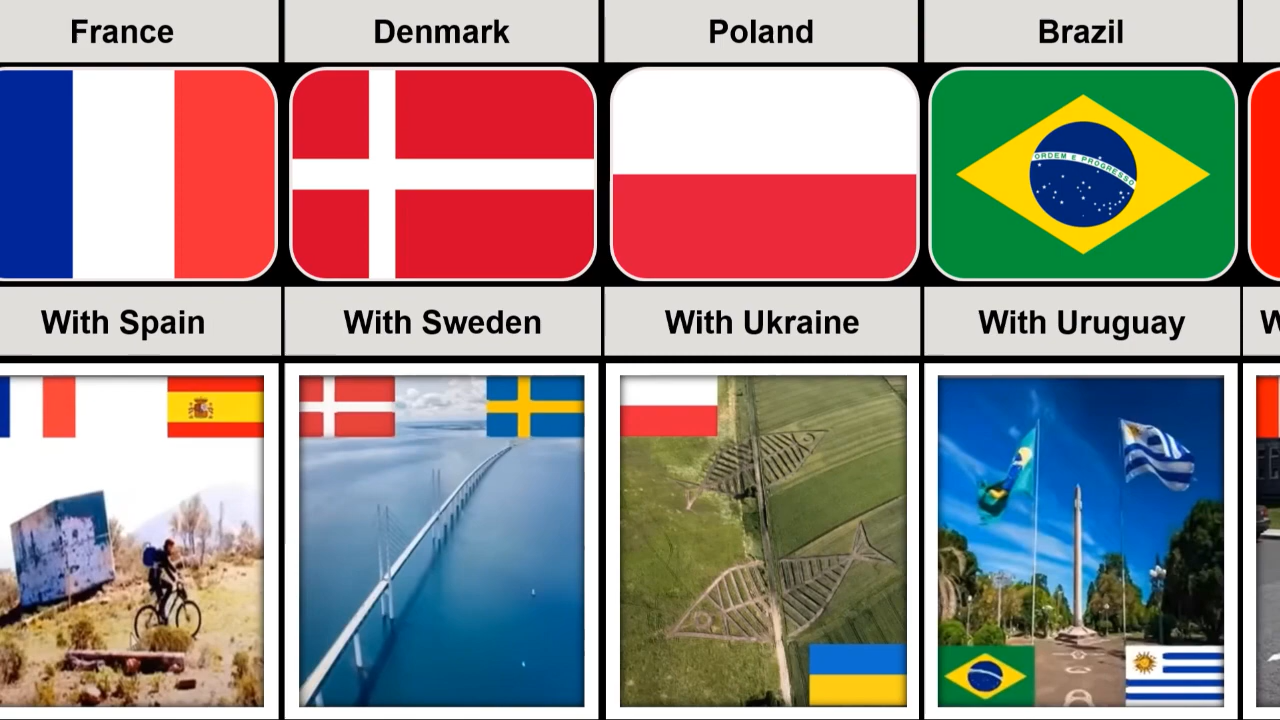 France
Denmark
Poland
Brazil
ORDEM E PROGRESSO
With Spain
With Sweden
With Ukraine
With Uruguay
W